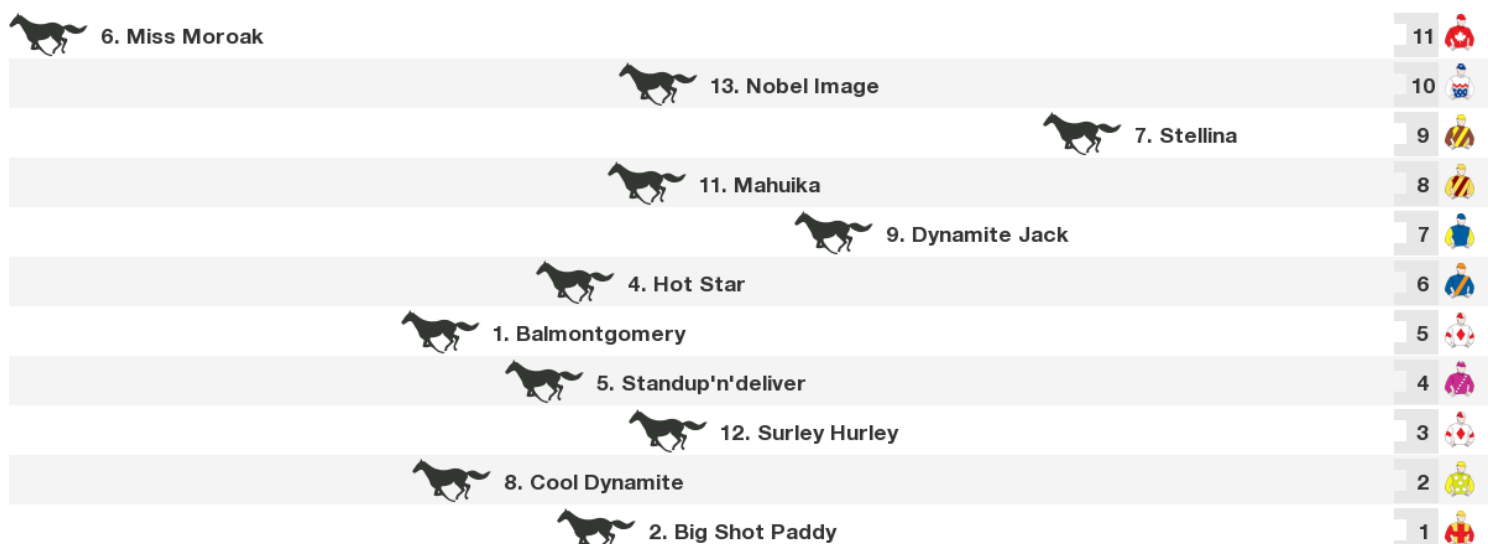 6. Miss Moroak 11
13. Nobel Image 10
7. Stellina 9
11. Mahuika 8
9. Dynamite Jack 7
4. Hot Star 6
1. Balmontgomery 5
5. Standup'n'deliver 4
12. Surley Hurley 3
8. Cool Dynamite 2
2. Big Shot Paddy 1